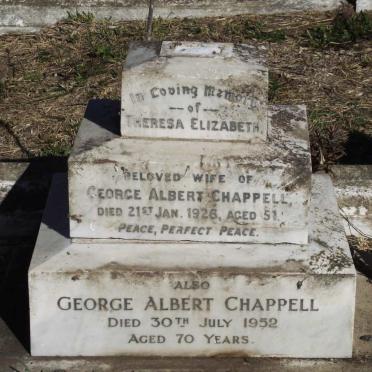 In Loving Memory
of
THERESA ELIZABETH,
BELOVED WIFE OF
GEORGE ALBERT CHAPPELL,
DIED 21ST JAN. 1926, AGED 51.
PEACE, PERFECT PEACE.
ALSO
GEORGE ALBERT CHAPPELL
DIED 30TH JULY 1952
AGED 70 YEARS.